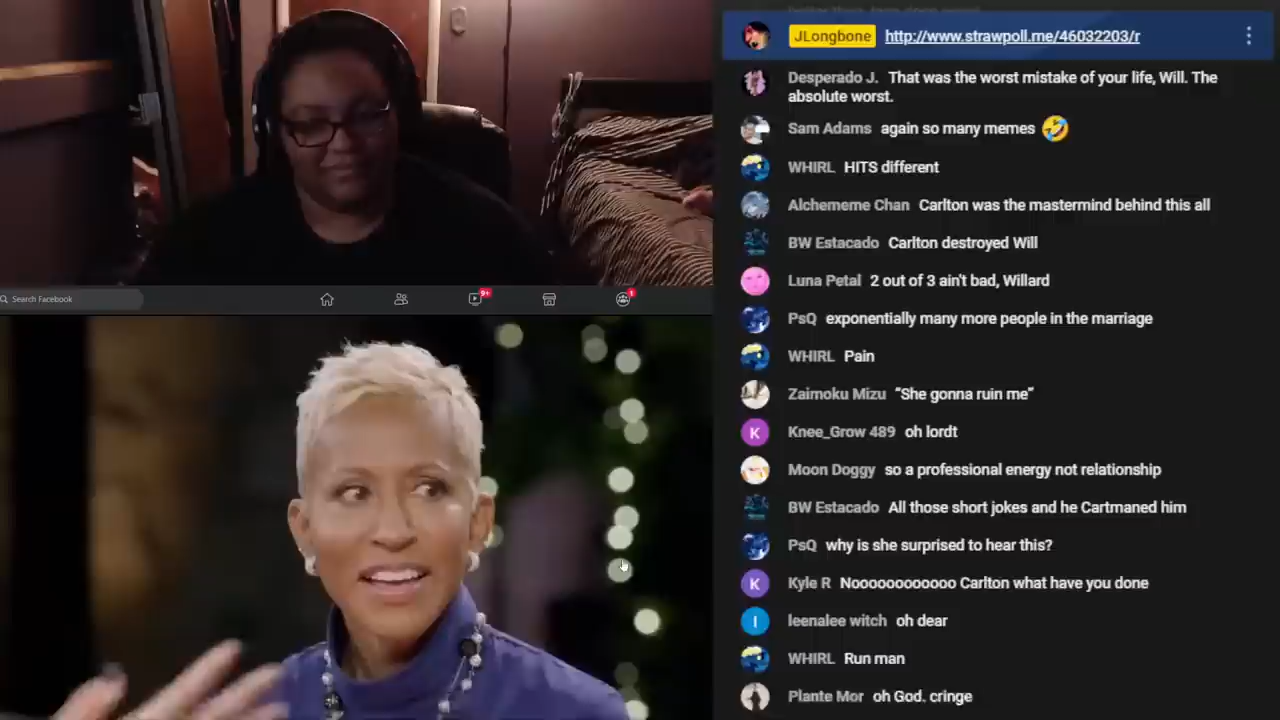 JLongbone http://www.strawpoll.me/46032203/r
Desperado J. That was the worst mistake of your life, Will. The
absolute worst.
Sam Adams again so many memes 🤣
WHIRL HITS different
Alchememe Chan Carlton was the mastermind behind this all
BW Estacado Carlton destroyed Will
Luna Petal 2 out of 3 ain't bad, Willard
PsQ exponentially many more people in the marriage
WHIRL Pain
Zaimoku Mizu “She gonna ruin me”
K Knee_Grow 489 oh lordt
Moon Doggy so a professional energy not relationship
BW Estacado All those short jokes and he Cartmaned him
PsQ why is she surprised to hear this?
K Kyle R Nooooooooooo Carlton what have you done
l leenalee witch oh dear
WHIRL Run man
Plante Mor oh God. cringe
Search Facebook
9+
1